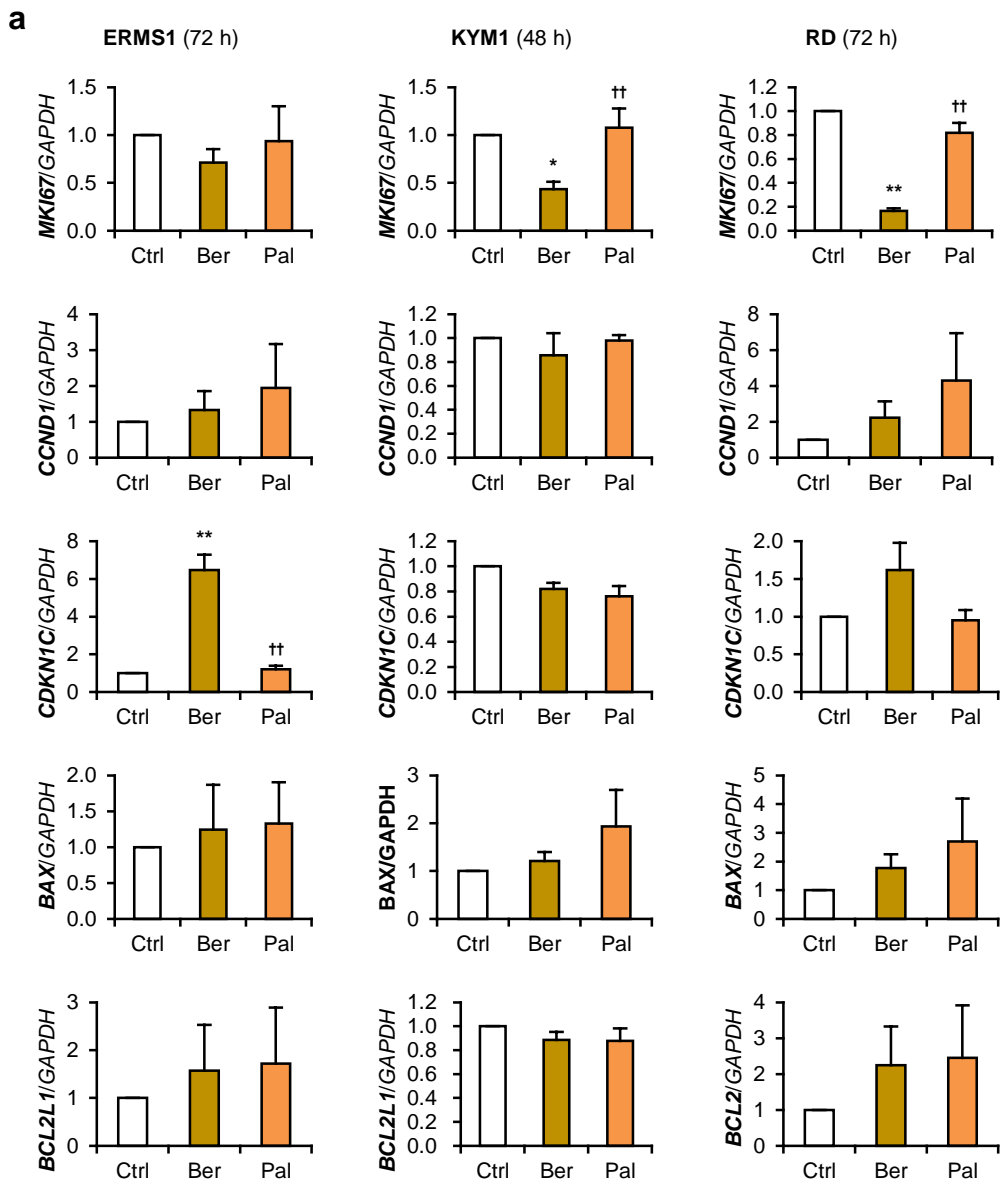 a
ERMS1 (72 h)
KYM1 (48 h)
RD (72 h)
MKI67/GAPDH
1.5
1.0
0.5
0.0
Ctrl Ber Pal
MKI67/GAPDH
1.5
1.0
0.5
0.0
*
††
Ctrl Ber Pal
MKI67/GAPDH
1.2
1.0
0.8
0.6
0.4
0.2
0.0
**
††
Ctrl Ber Pal
CCND1/GAPDH
4
3
2
1
0
Ctrl Ber Pal
CCND1/GAPDH
1.2
1.0
0.8
0.6
0.4
0.2
0.0
Ctrl Ber Pal
CCND1/GAPDH
8
6
4
2
0
Ctrl Ber Pal
CDKN1C/GAPDH
8
6
4
2
0
**
††
Ctrl Ber Pal
CDKN1C/GAPDH
1.2
1.0
0.8
0.6
0.4
0.2
0.0
Ctrl Ber Pal
CDKN1C/GAPDH
2.0
1.5
1.0
0.5
0.0
Ctrl Ber Pal
BAX/GAPDH
2.0
1.5
1.0
0.5
0.0
Ctrl Ber Pal
BAX/GAPDH
3
2
1
0
Ctrl Ber Pal
BAX/GAPDH
5
4
3
2
1
0
Ctrl Ber Pal
BCL2L1/GAPDH
3
2
1
0
Ctrl Ber Pal
BCL2L1/GAPDH
1.2
1.0
0.8
0.6
0.4
0.2
0.0
Ctrl Ber Pal
BCL2/GAPDH
4
3
2
1
0
Ctrl Ber Pal